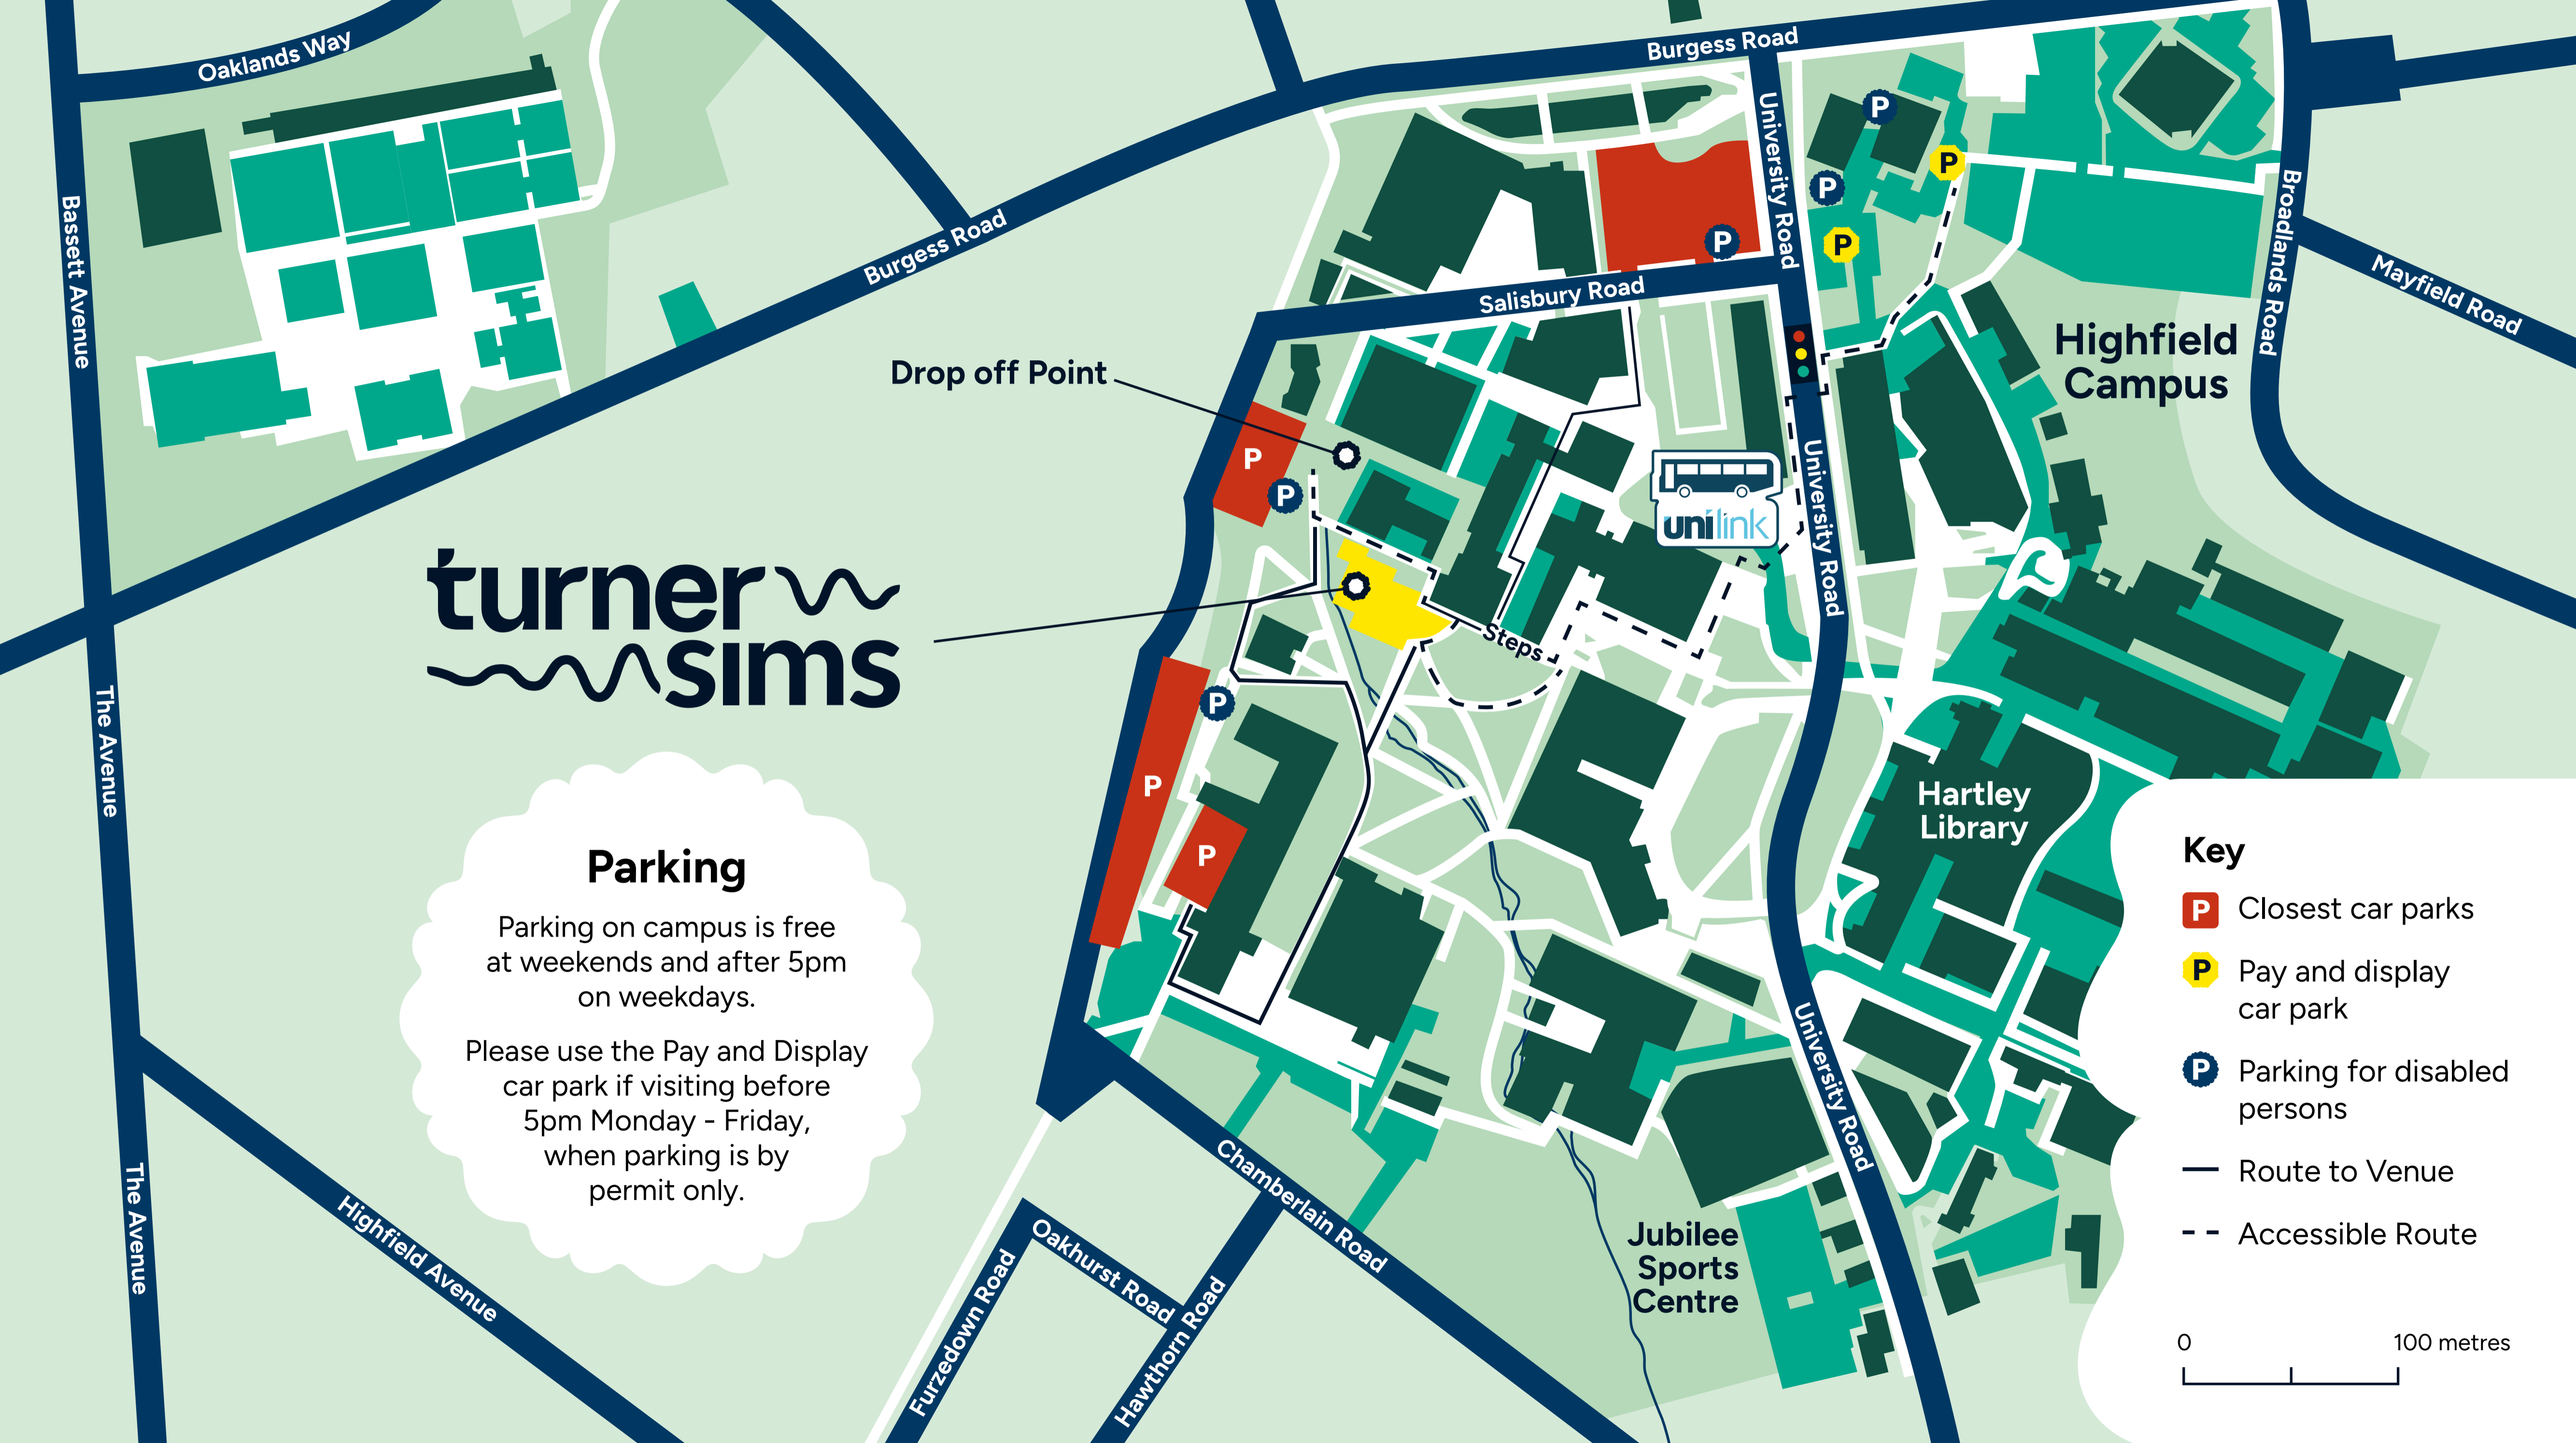 Oaklands Way
Burgess Road
Bassett Avenue
University Road
P
P
P
P
P
Broadlands Road
Mayfield Road
Burgess Road
Salisbury Road
Highfield
Campus
Drop off Point
P
P
unilink
University Road
turner
sims
Steps
The Avenue
P
P
P
Hartley
Library
Parking
Parking on campus is free
at weekends and after 5pm
on weekdays.
Please use the Pay and Display
car park if visiting before
5pm Monday - Friday,
when parking is by
permit only.
Key
P Closest car parks
P Pay and display
car park
P Parking for disabled
persons
Route to Venue
Accessible Route
0 100 metres
University Road
The Avenue
Highfield Avenue
Chamberlain Road
Oakhurst Road
Furzedown Road
Hawthorn Road
Jubilee
Sports
Centre